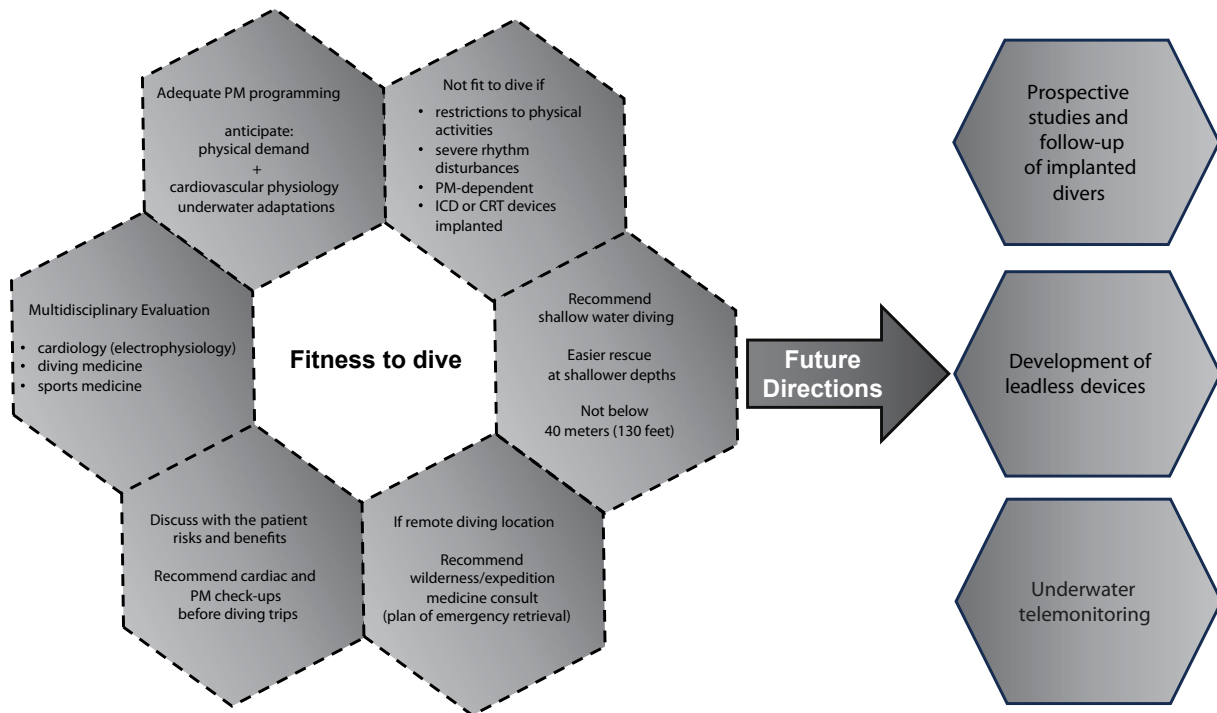 Adequate PM programming
anticipate:
physical demand
+
cardiovascular physiology
underwater adaptations
Not fit to dive if
• restrictions to physical
activities
• severe rhythm
disturbances
• PM-dependent
• ICD or CRT devices
implanted
Multidisciplinary Evaluation
• cardiology (electrophysiology)
• diving medicine
• sports medicine
Fitness to dive
Recommend
shallow water diving
Easier rescue
at shallower depths
Not below
40 meters (130 feet)
Discuss with the patient
risks and benefits
Recommend cardiac and
PM check-ups
before diving trips
If remote diving location
Recommend
wilderness/expedition
medicine consult
(plan of emergency retrieval)
Future
Directions
Prospective
studies and
follow-up
of implanted
divers
Development of
leadless devices
Underwater
telemonitoring